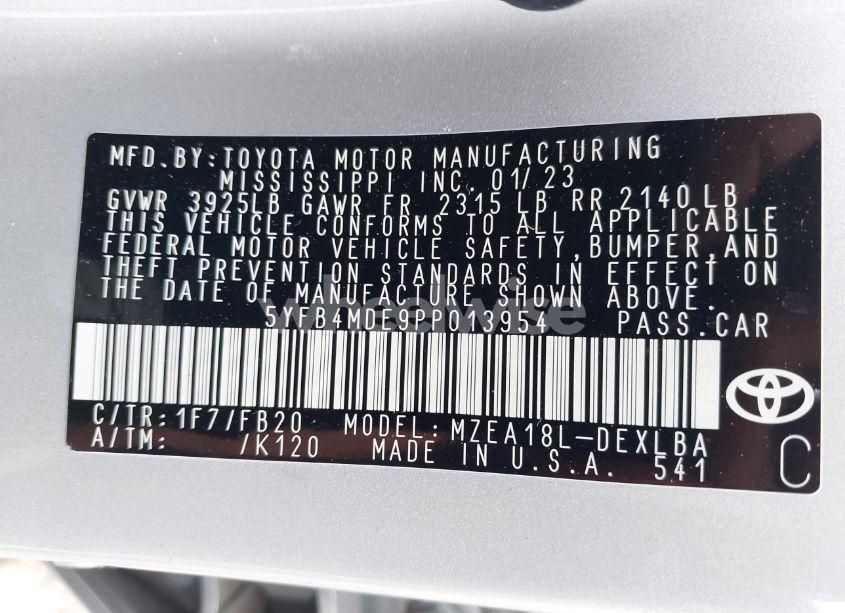 MFD.BY:TOYOTA MOTOR MANUFACTURING
MISSISSIPPI INC. 01/23
GVWR 3925LB GAWR FR 2315 LB RR 2140LB
THIS VEHICLE CONFORMS TO ALL APPLICABLE
FEDERAL MOTOR VEHICLE SAFETY,BUMPER,AND
THEFT PREVENTION STANDARDS IN EFFECT ON
THE DATE OF MANUFACTURE SHOWN ABOVE.
wheelwise
5YFB4MDE9PP013954 PASS.CAR
C/TR:1F7/FB20 MODEL:MZEA18L-DEXLBA
A/TM: /K120 MADE IN U.S.A. 541
C